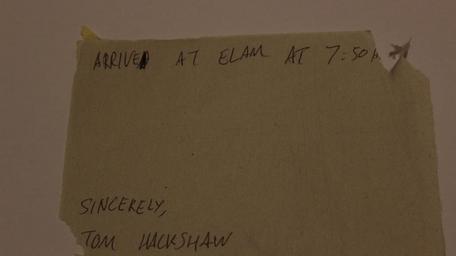 ARRIVED AT ELAM AT 7:50
SINCERELY,
TOM HACKSHAW